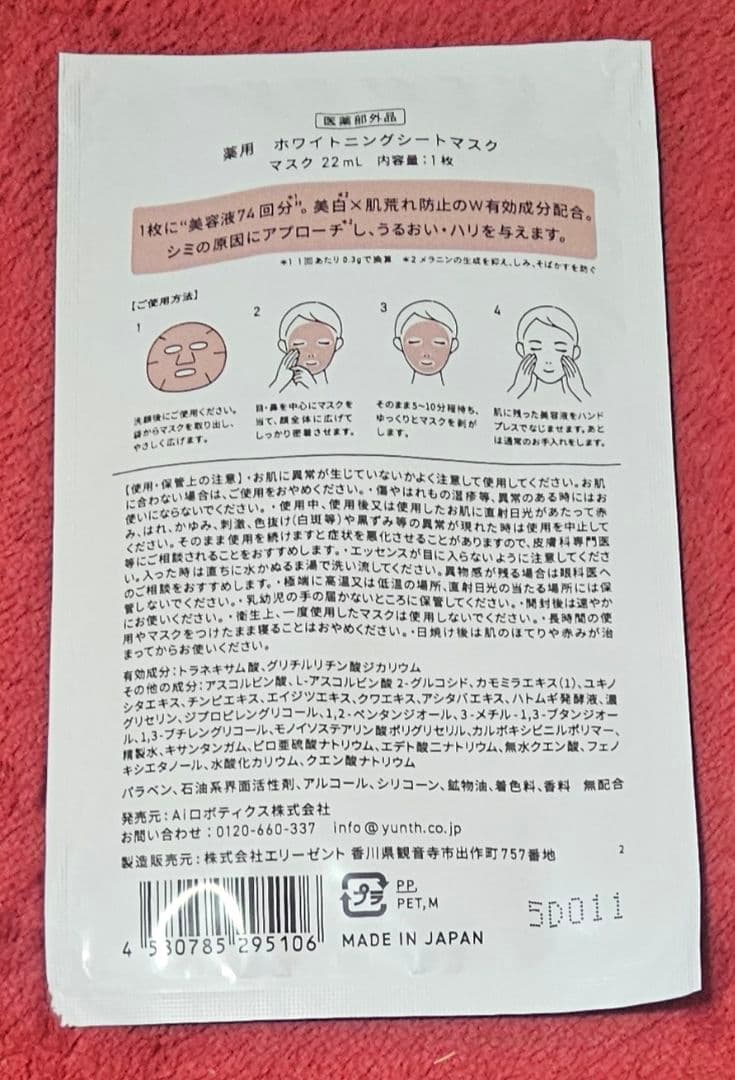 医薬部外品
薬用 ホワイトニングシートマスク
マスク 22mL 内容量：1枚
1枚に“美容液74回分*1”。美白*2×肌荒れ防止のW有効成分配合。
シミの原因にアプローチ*2し、うるおい・ハリを与えます。
*1 1回あたり0.3gで換算 *2 メラニンの生成を抑え、しみ、そばかすを防ぐ
【ご使用方法】
1
洗顔後にご使用ください。
袋からマスクを取り出し、
やさしく広げます。
2
目・鼻を中心にマスクを
当て、顔全体に広げて
しっかり密着させます。
3
そのまま5〜10分程待ち、
ゆっくりとマスクを剥が
します。
4
肌に残った美容液をハンド
プレスでなじませます。あと
は通常のお手入れをします。
【使用・保管上の注意】・お肌に異常が生じていないかよく注意して使用してください。お肌
に合わない場合は、ご使用をおやめください。・傷やはれもの湿疹等、異常のある時にはお
使いにならないでください。・使用中、使用後又は使用したお肌に直射日光があたって赤
み、はれ、かゆみ、刺激、色抜け(白斑等)や黒ずみ等の異常が現れた時は使用を中止して
ください。そのまま使用を続けますと症状を悪化させることがありますので、皮膚科専門医
等にご相談されることをおすすめします。・エッセンスが目に入らないように注意してくださ
い。入った時は直ちに水かぬるま湯で洗い流してください。異物感が残る場合は眼科医へ
のご相談をおすすめします。・極端に高温又は低温の場所、直射日光の当たる場所には保
管しないでください。・乳幼児の手の届かないところに保管してください。・開封後は速やか
にお使いください。・衛生上、一度使用したマスクは使用しないでください。・長時間の使
用やマスクをつけたまま寝ることはおやめください。・日焼け後は肌のほてりや赤みが治
まってからお使いください。
有効成分：トラネキサム酸、グリチルリチン酸ジカリウム
その他の成分：アスコルビン酸、L-アスコルビン酸 2-グルコシド、カモミラエキス(1)、ユキノ
シタエキス、チンピエキス、エイジツエキス、クワエキス、アシタバエキス、ハトムギ発酵液、濃
グリセリン、ジプロピレングリコール、1,2-ペンタンジオール、3-メチル-1,3-ブタンジオー
ル、1,3-ブチレングリコール、モノイソステアリン酸ポリグリセリル、カルボキシビニルポリマー、
精製水、キサンタンガム、ピロ亜硫酸ナトリウム、エデト酸二ナトリウム、無水クエン酸、フェノ
キシエタノール、水酸化カリウム、クエン酸ナトリウム
パラベン、石油系界面活性剤、アルコール、シリコーン、鉱物油、着色料、香料 無配合
発売元：Aiロボティクス株式会社
お問い合わせ：0120-660-337 info@yunth.co.jp
製造販売元：株式会社エリーゼント 香川県観音寺市出作町757番地
2
4 580785 295106
プラ
PP,
PET,M
MADE IN JAPAN
5D011